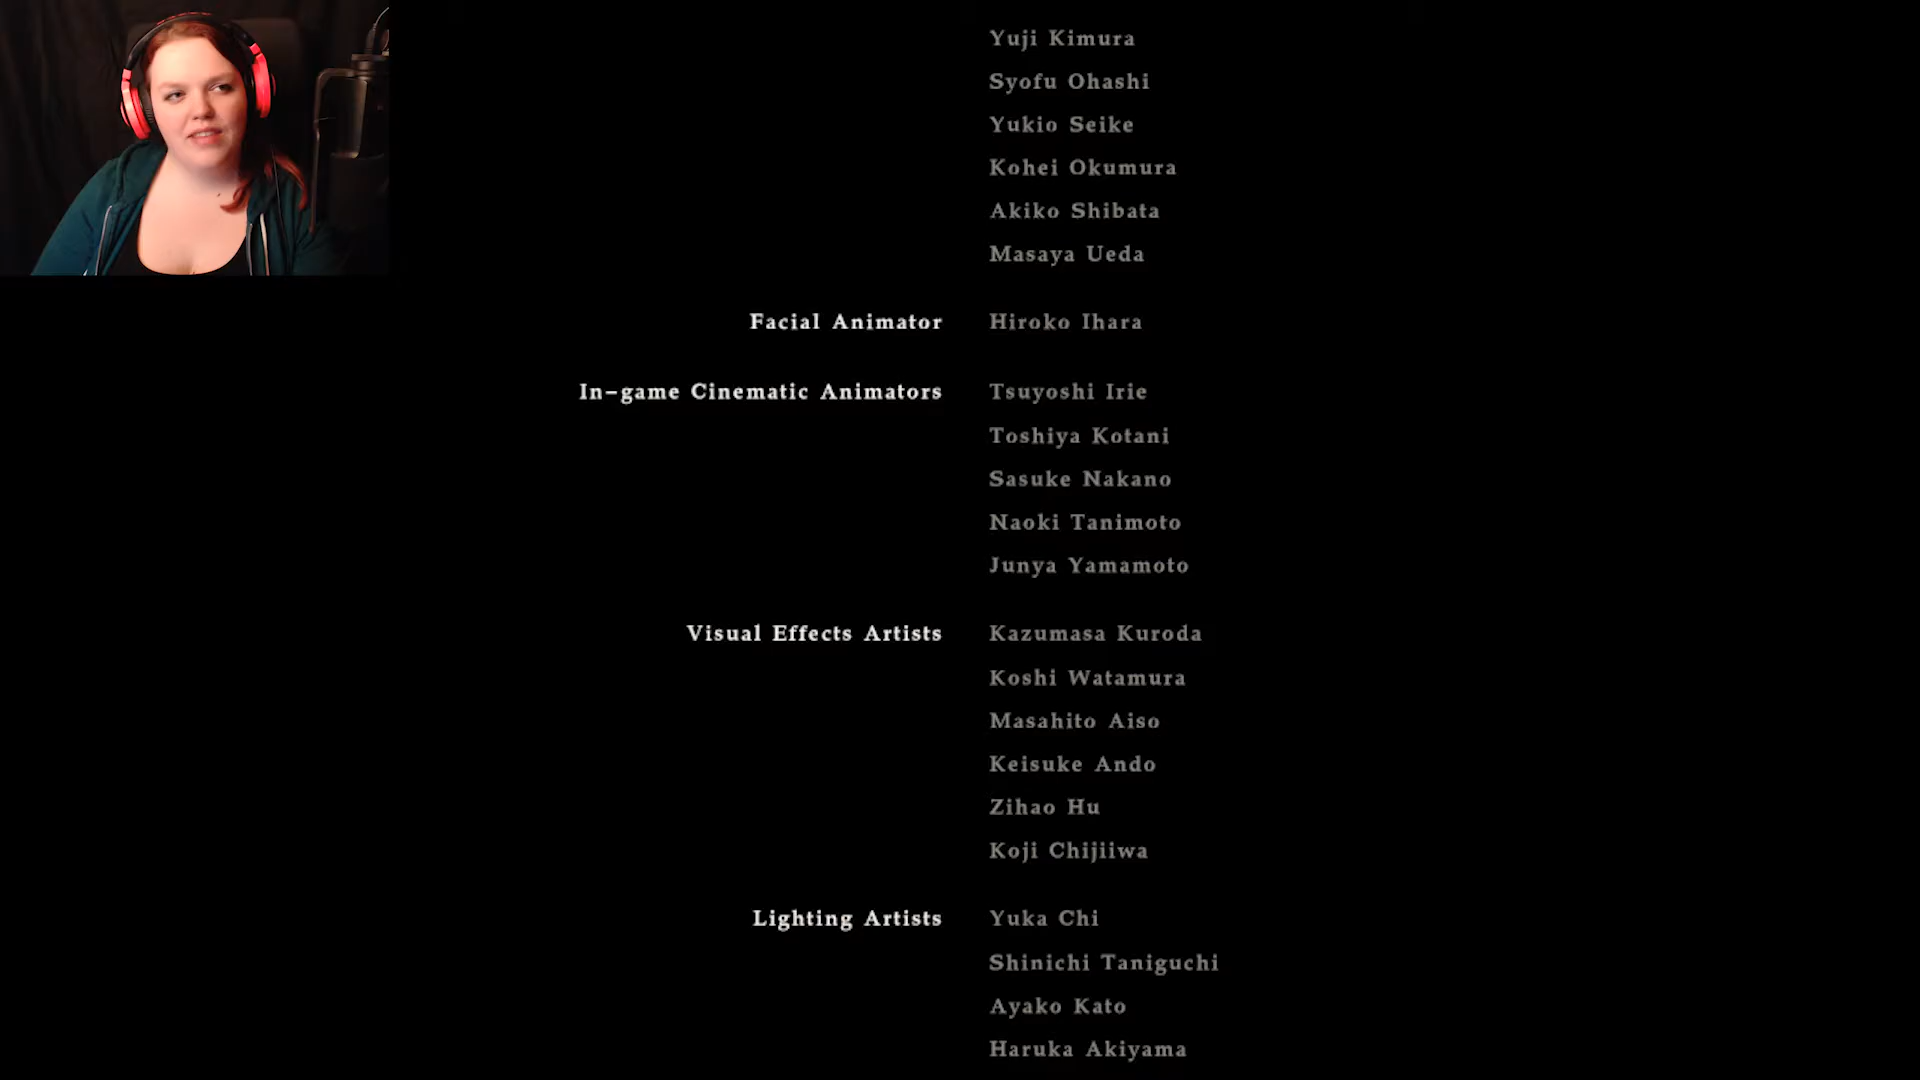 Yuji Kimura
Syofu Ohashi
Yukio Seike
Kohei Okumura
Akiko Shibata
Masaya Ueda
Facial Animator Hiroko Ihara
In-game Cinematic Animators Tsuyoshi Irie
Toshiya Kotani
Sasuke Nakano
Naoki Tanimoto
Junya Yamamoto
Visual Effects Artists Kazumasa Kuroda
Koshi Watamura
Masahito Aiso
Keisuke Ando
Zihao Hu
Koji Chijiiwa
Lighting Artists Yuka Chi
Shinichi Taniguchi
Ayako Kato
Haruka Akiyama